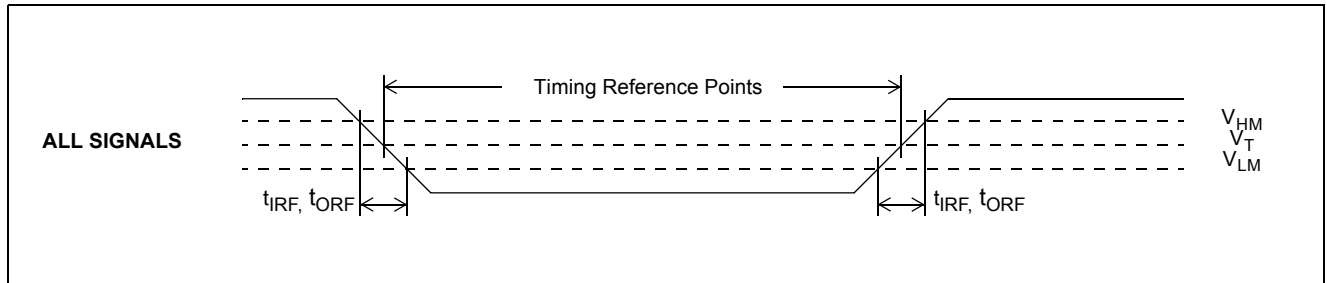 Timing Reference Points
ALL SIGNALS
V_HM
V_T
V_LM
t_IRF, t_ORF
t_IRF, t_ORF